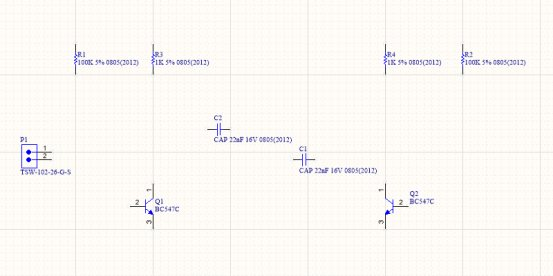 R1
100K 5% 0805(2012)
R3
1K 5% 0805(2012)
R4
1K 5% 0805(2012)
R2
100K 5% 0805(2012)
C2
CAP 22nF 16V 0805(2012)
C1
CAP 22nF 16V 0805(2012)
P1
1
2
TSW-102-26-G-S
1
2
Q1
BC547C
3
1
Q2
2
BC547C
3